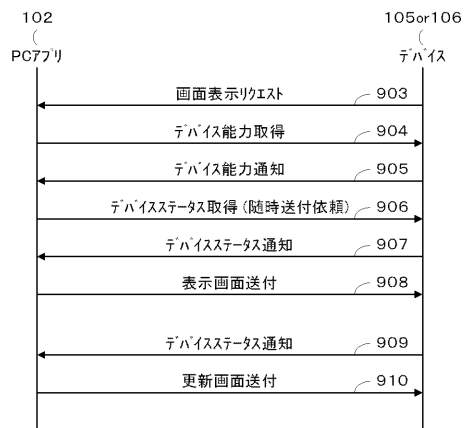 102
105or106
PCアプリ
デバイス
画面表示リクエスト
903
デバイス能力取得
904
デバイス能力通知
905
デバイスステータス取得(随時送付依頼)
906
デバイスステータス通知
907
表示画面送付
908
デバイスステータス通知
909
更新画面送付
910